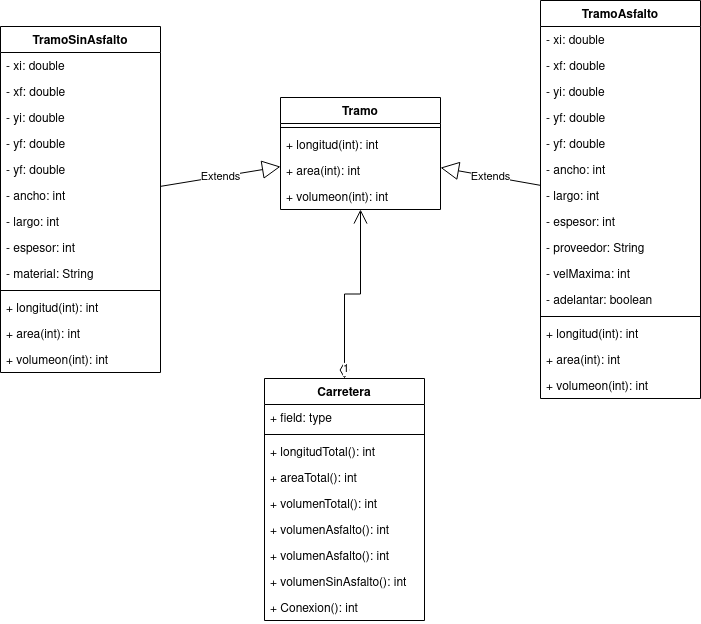 TramoSinAsfalto
- xi: double
- xf: double
- yi: double
- yf: double
- yf: double
- ancho: int
- largo: int
- espesor: int
- material: String
+ longitud(int): int
+ area(int): int
+ volumeon(int): int
Extends
Tramo
+ longitud(int): int
+ area(int): int
+ volumeon(int): int
Extends
TramoAsfalto
- xi: double
- xf: double
- yi: double
- yf: double
- yf: double
- ancho: int
- largo: int
- espesor: int
- proveedor: String
- velMaxima: int
- adelantar: boolean
+ longitud(int): int
+ area(int): int
+ volumeon(int): int
1
Carretera
+ field: type
+ longitudTotal(): int
+ areaTotal(): int
+ volumenTotal(): int
+ volumenAsfalto(): int
+ volumenAsfalto(): int
+ volumenSinAsfalto(): int
+ Conexion(): int